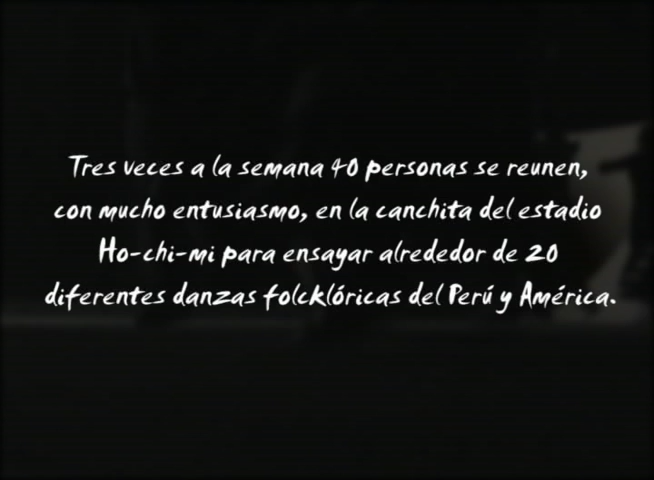 Tres veces a la semana 40 personas se reunen,
con mucho entusiasmo, en la canchita del estadio
Ho-chi-mi para ensayar alrededor de 20
diferentes danzas folcklóricas del Perú y América.